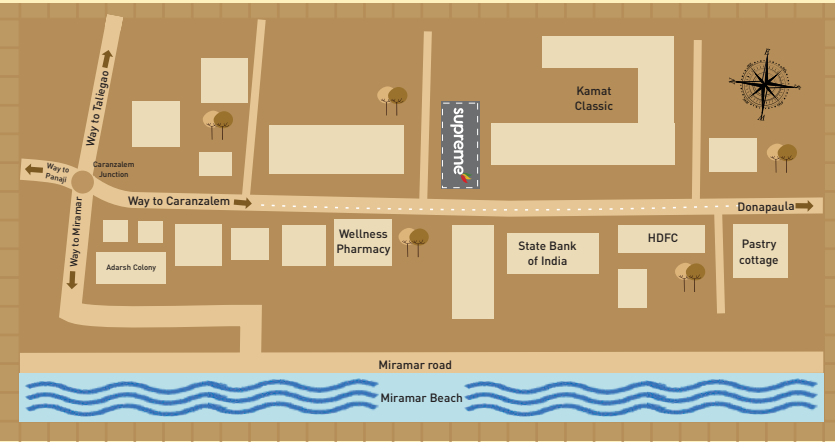 Way to Taliegao
Kamat
Classic
supreme
E
S
N
W
Caranzalem
Junction
Way to
Panaji
Way to Caranzalem
Donapaula
Way to Miramar
Wellness
Pharmacy
State Bank
of India
HDFC
Pastry
cottage
Adarsh Colony
Miramar road
Miramar Beach